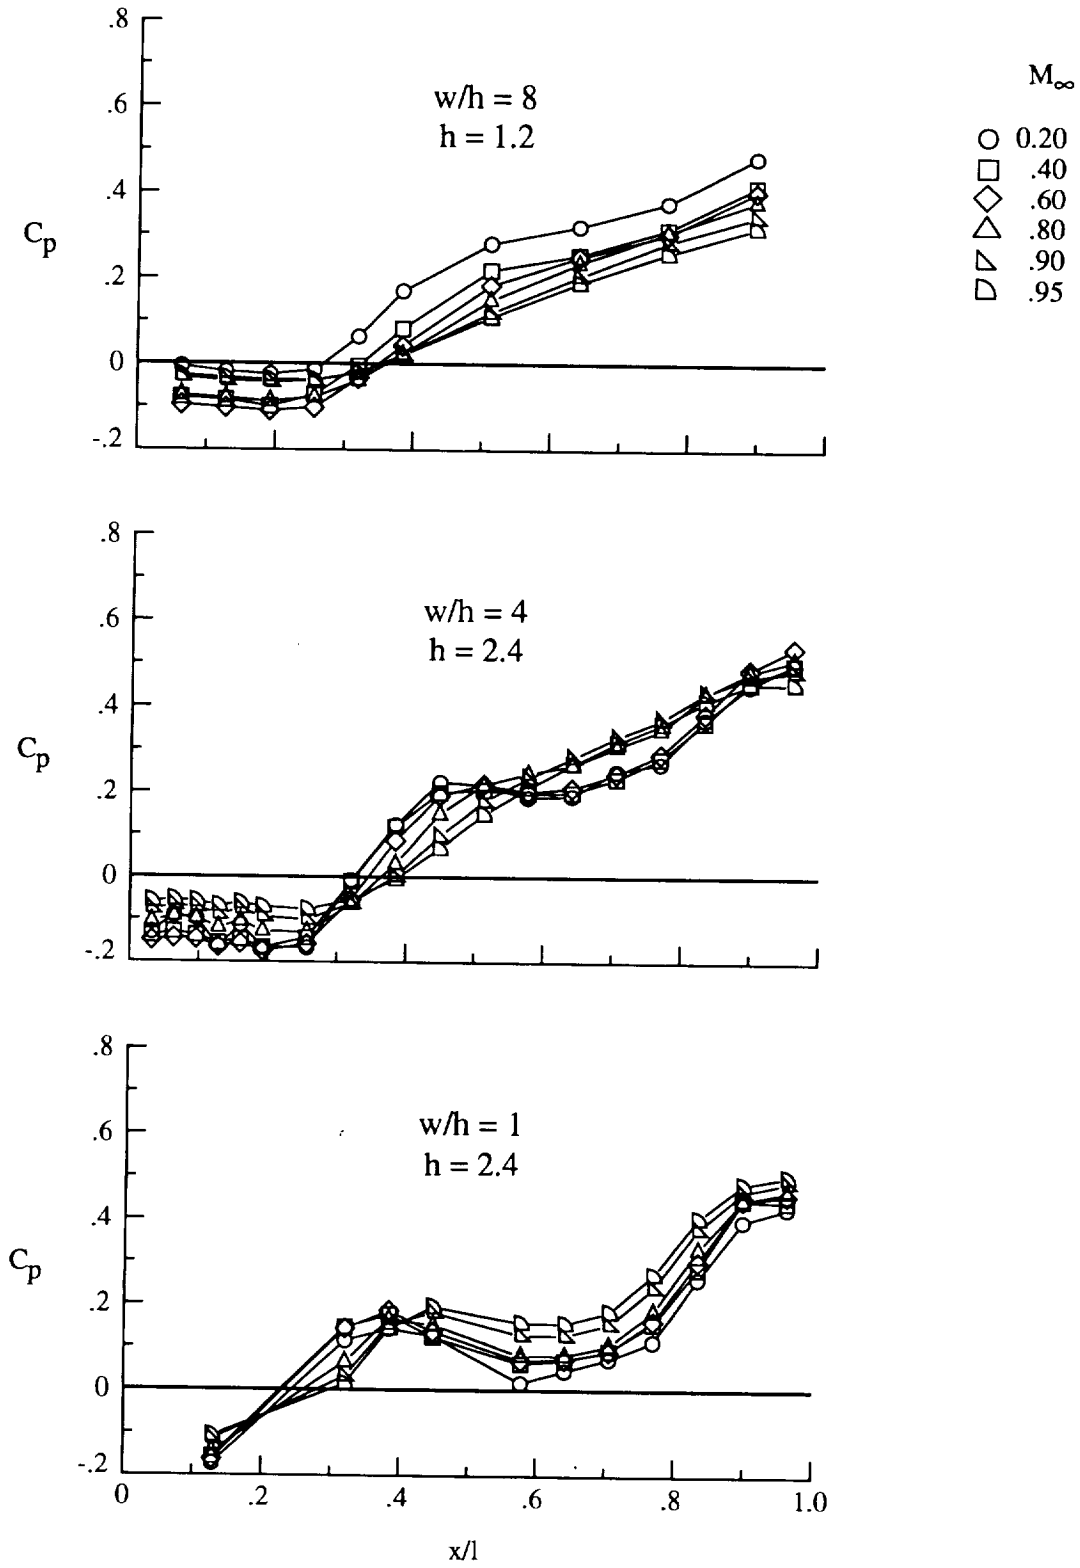 .8
.6
.4
.2
0
-.2
Cp
w/h = 8
h = 1.2
M∞
0.20
.40
.60
.80
.90
.95
.8
.6
.4
.2
0
-.2
Cp
w/h = 4
h = 2.4
.8
.6
.4
.2
0
-.2
Cp
w/h = 1
h = 2.4
0 .2 .4 .6 .8 1.0
x/l